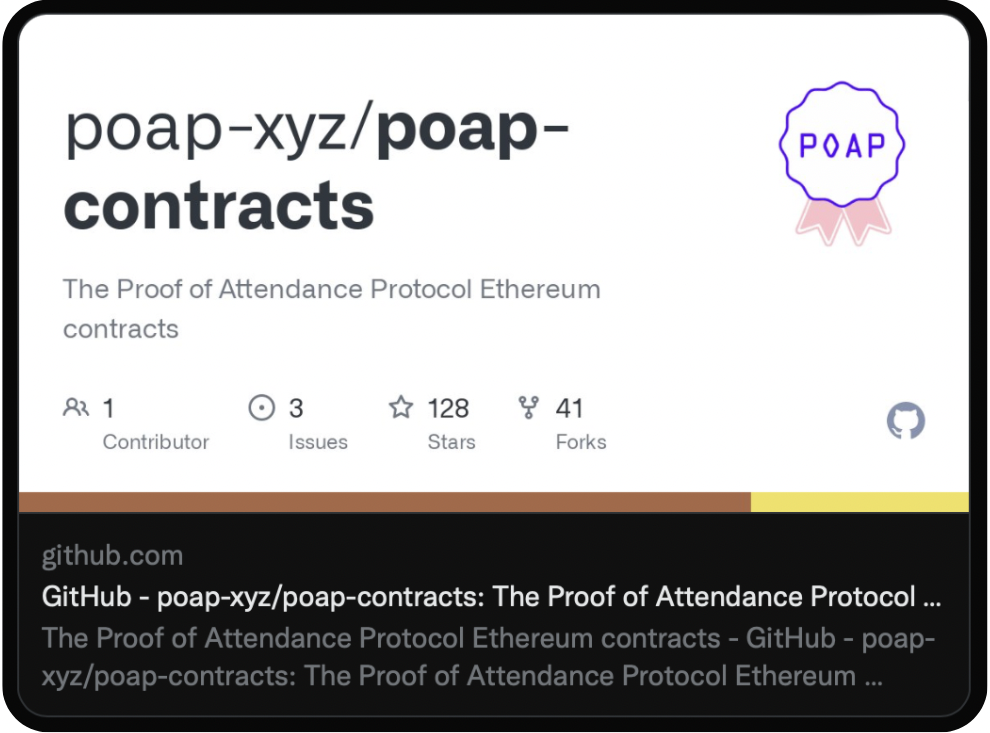 poap-xyz/poap-
contracts
POAP
The Proof of Attendance Protocol Ethereum
contracts
1
Contributor
3
Issues
128
Stars
41
Forks
github.com
GitHub - poap-xyz/poap-contracts: The Proof of Attendance Protocol ...
The Proof of Attendance Protocol Ethereum contracts - GitHub - poap-
xyz/poap-contracts: The Proof of Attendance Protocol Ethereum ...